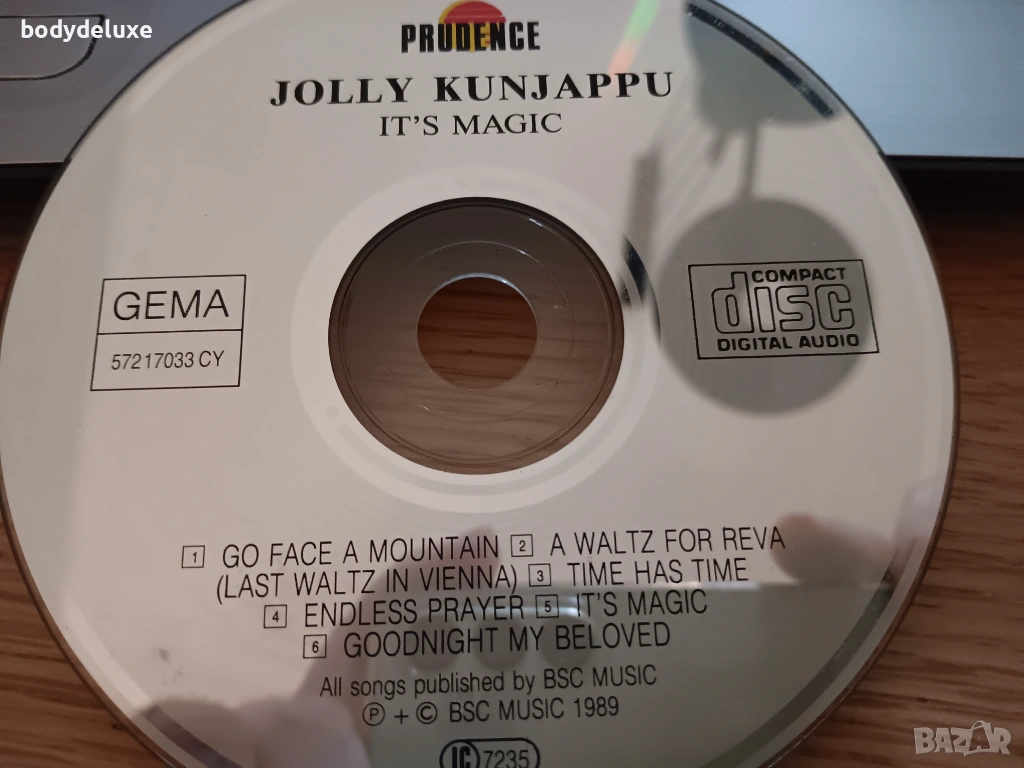 bodydeluxe
PRUDENCE
JOLLY KUNJAPPU
IT'S MAGIC
GEMA
57217033 CY
COMPACT
disc
DIGITAL AUDIO
1 GO FACE A MOUNTAIN 2 A WALTZ FOR REVA
(LAST WALTZ IN VIENNA) 3 TIME HAS TIME
4 ENDLESS PRAYER 5 IT'S MAGIC
6 GOODNIGHT MY BELOVED
All songs published by BSC MUSIC
Ⓟ + © BSC MUSIC 1989
LC 7235
BAZAR